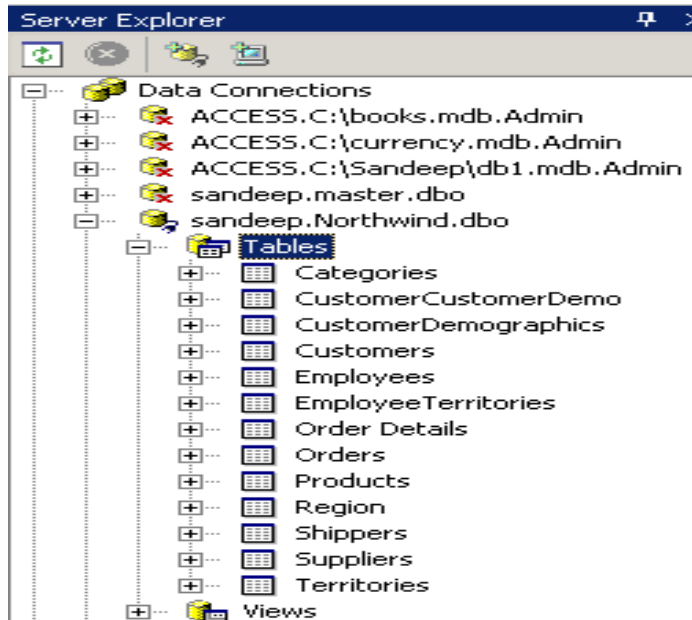 Server Explorer
Data Connections
ACCESS.C:\books.mdb.Admin
ACCESS.C:\currency.mdb.Admin
ACCESS.C:\Sandeep\db1.mdb.Admin
sandeep.master.dbo
sandeep.Northwind.dbo
Tables
Categories
CustomerCustomerDemo
CustomerDemographics
Customers
Employees
EmployeeTerritories
Order Details
Orders
Products
Region
Shippers
Suppliers
Territories
Views